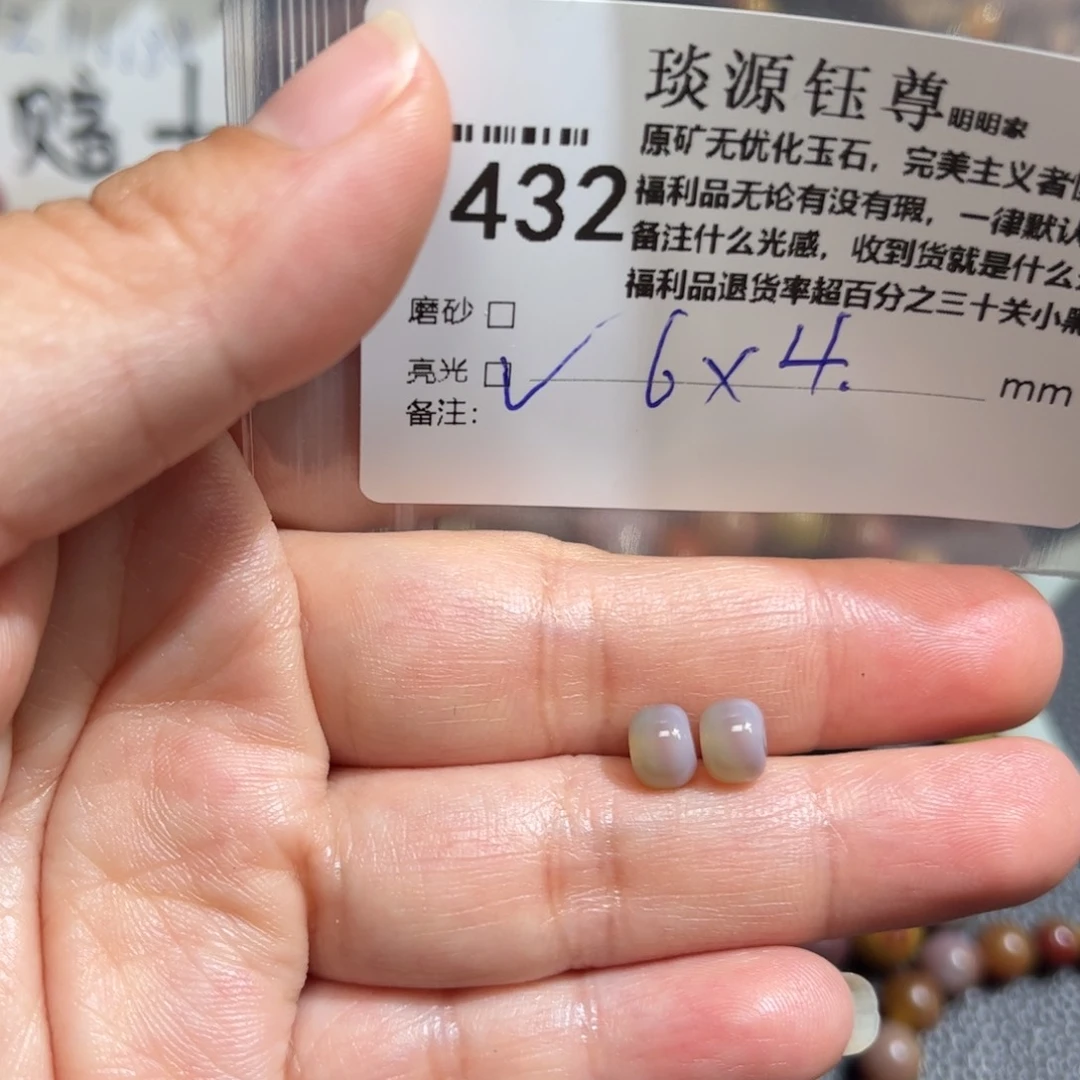 琰源钰尊明明家
原矿无优化玉石，完美主义者
432
福利品无论有没有瑕，一律默认
备注什么光感，收到货就是什么
福利品退货率超百分之三十关小
磨砂 □
亮光 □ ✓ 6x4. mm
备注：
赔